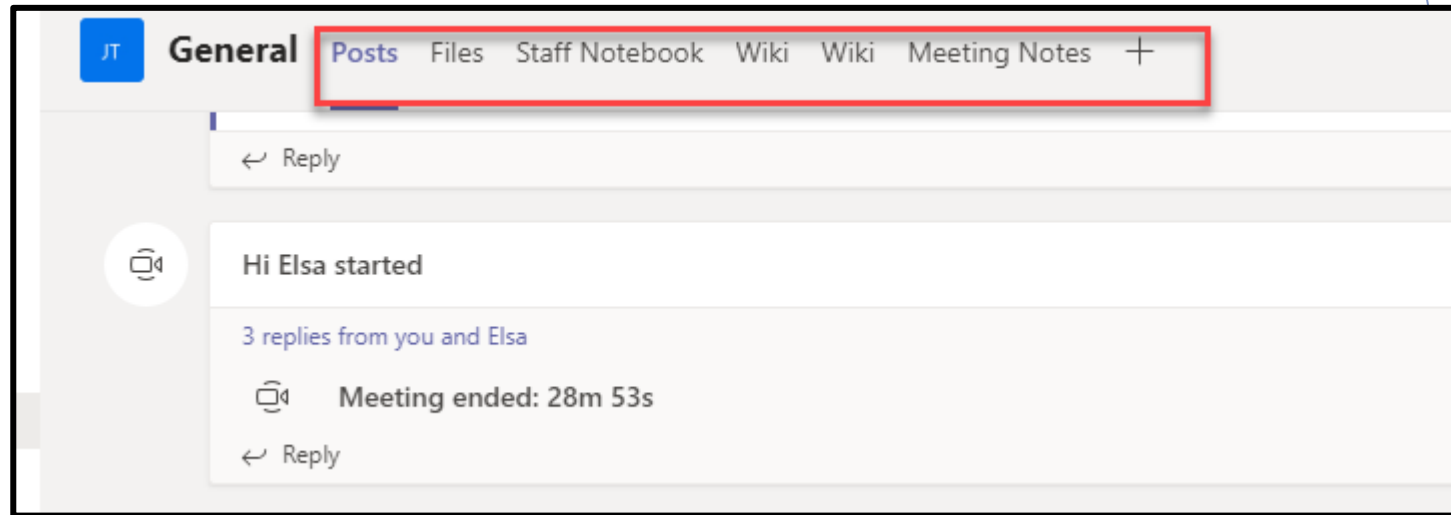 JT General Posts Files Staff Notebook Wiki Wiki Meeting Notes +
Reply
Hi Elsa started
3 replies from you and Elsa
Meeting ended: 28m 53s
Reply